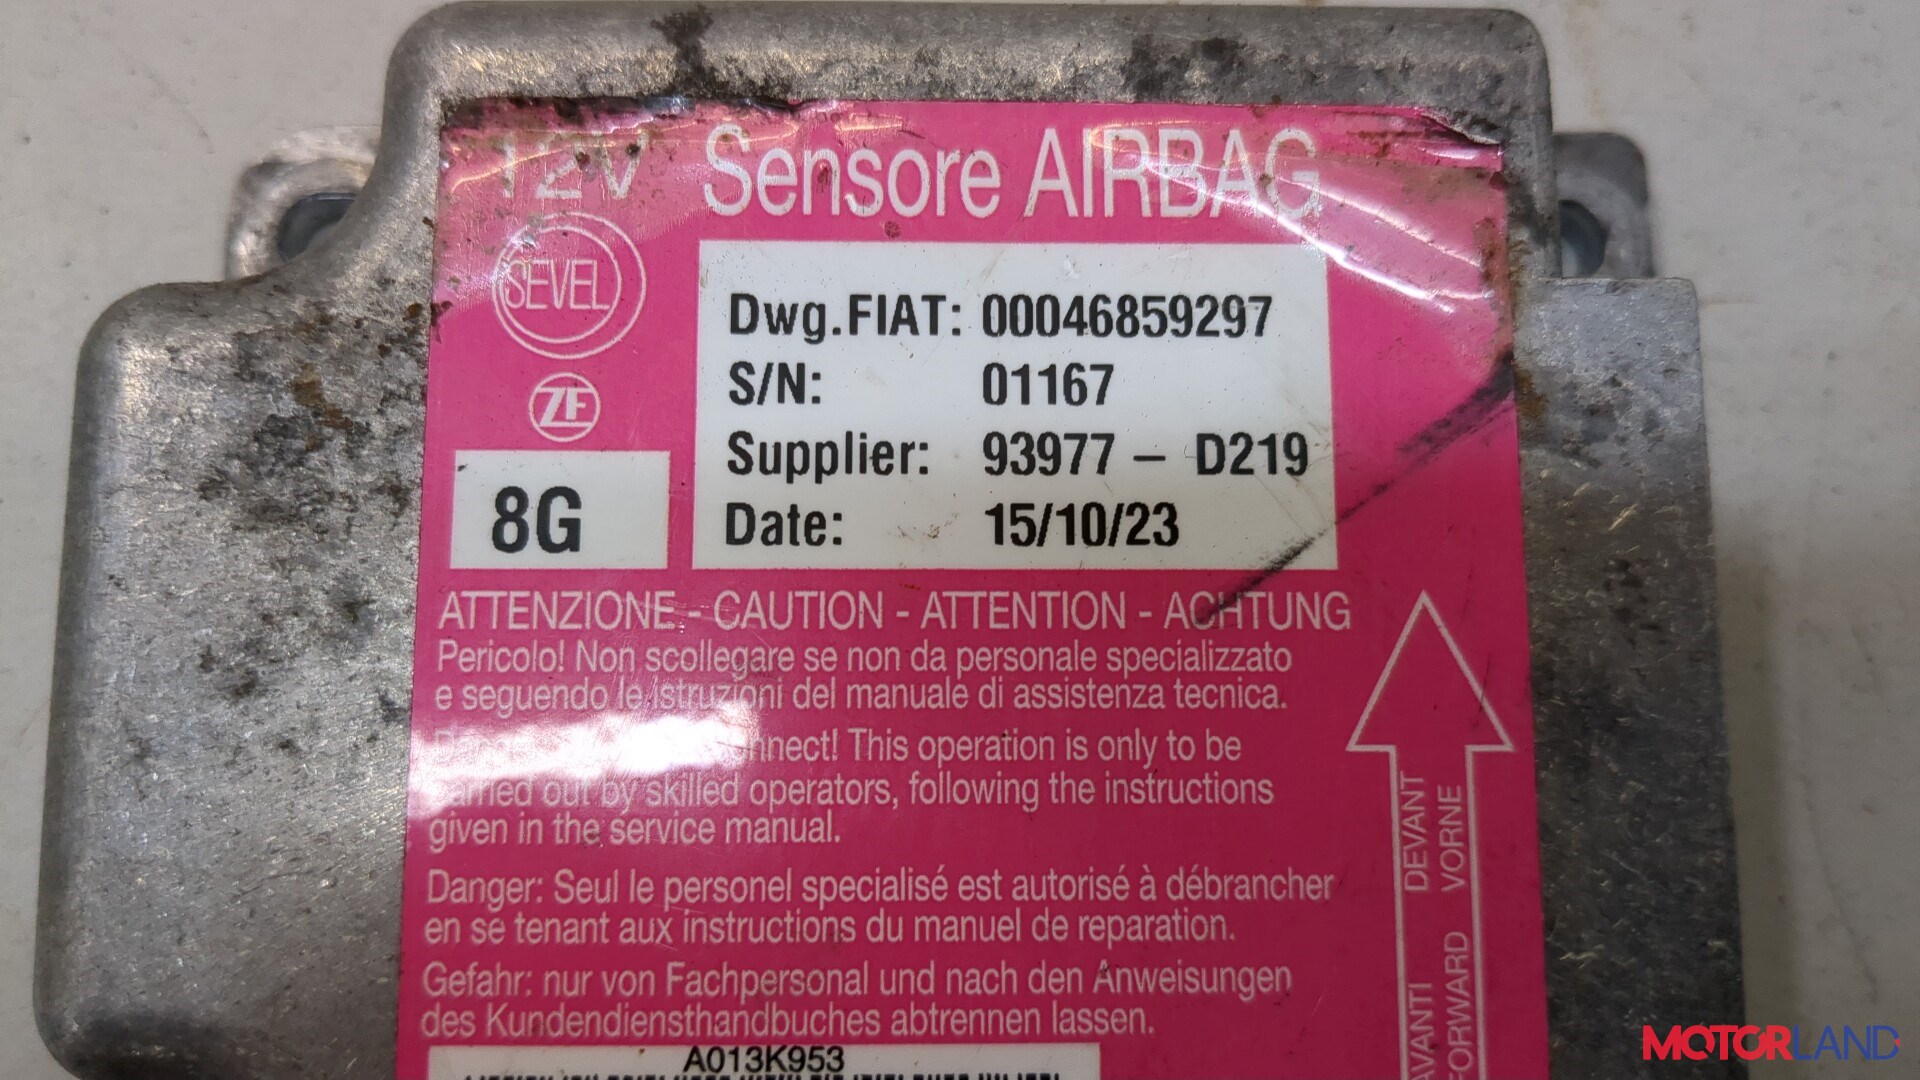 12V Sensore AIRBAG
SEVEL
ZF
8G
Dwg.FIAT: 00046859297
S/N: 01167
Supplier: 93977 – D219
Date: 15/10/23
ATTENZIONE - CAUTION - ATTENTION - ACHTUNG
Pericolo! Non scollegare se non da personale specializzato
e seguendo le istruzioni del manuale di assistenza tecnica.
This operation is only to be
carried out by skilled operators, following the instructions
given in the service manual.
Danger: Seul le personel specialisé est autorisé à débrancher
en se tenant aux instructions du manuel de reparation.
Gefahr: nur von Fachpersonal und nach den Anweisungen
des Kundendiensthandbuches abtrennen lassen.
A013K953
AVANTI DEVANT
FORWARD VORNE
MOTORLAND